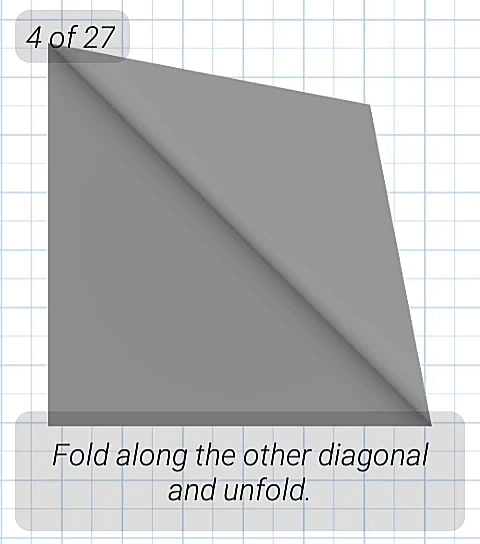 4 of 27
Fold along the other diagonal
and unfold.